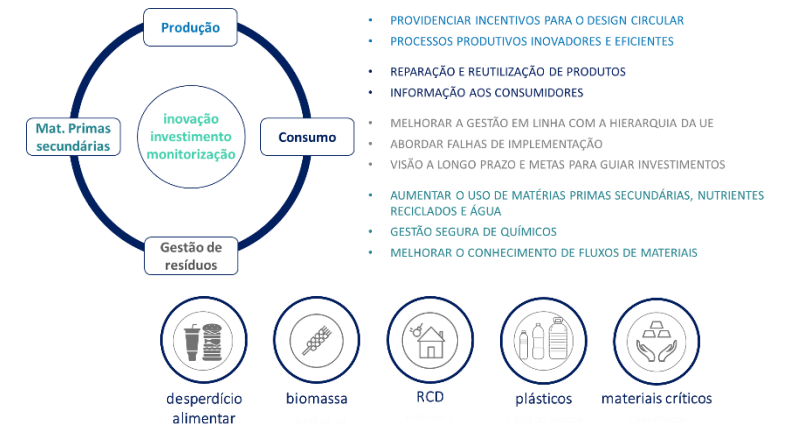 Produção
Mat. Primas
secundárias
inovação
investimento
monitorização
Consumo
Gestão de
resíduos
• PROVIDENCIAR INCENTIVOS PARA O DESIGN CIRCULAR
• PROCESSOS PRODUTIVOS INOVADORES E EFICIENTES
• REPARAÇÃO E REUTILIZAÇÃO DE PRODUTOS
• INFORMAÇÃO AOS CONSUMIDORES
• MELHORAR A GESTÃO EM LINHA COM A HIERARQUIA DA UE
• ABORDAR FALHAS DE IMPLEMENTAÇÃO
• VISÃO A LONGO PRAZO E METAS PARA GUIAR INVESTIMENTOS
• AUMENTAR O USO DE MATÉRIAS PRIMAS SECUNDÁRIAS, NUTRIENTES
RECICLADOS E ÁGUA
• GESTÃO SEGURA DE QUÍMICOS
• MELHORAR O CONHECIMENTO DE FLUXOS DE MATERIAIS
desperdício
alimentar
biomassa
RCD
plásticos
materiais críticos